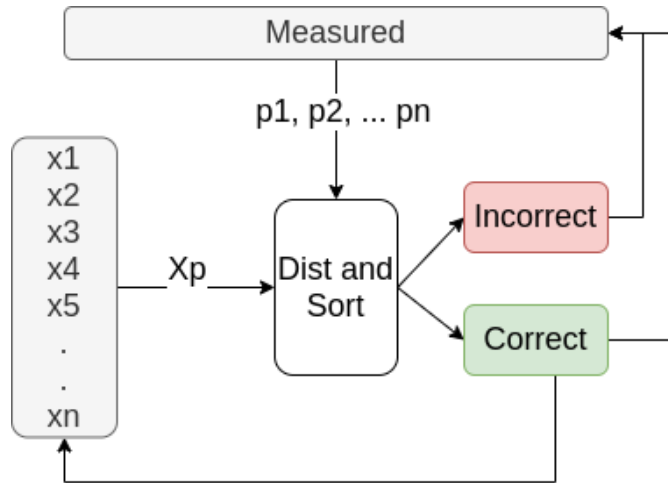 Measured
p1, p2, ... pn
x1
x2
x3
x4
x5
.
.
xn
Xp
Dist and
Sort
Incorrect
Correct